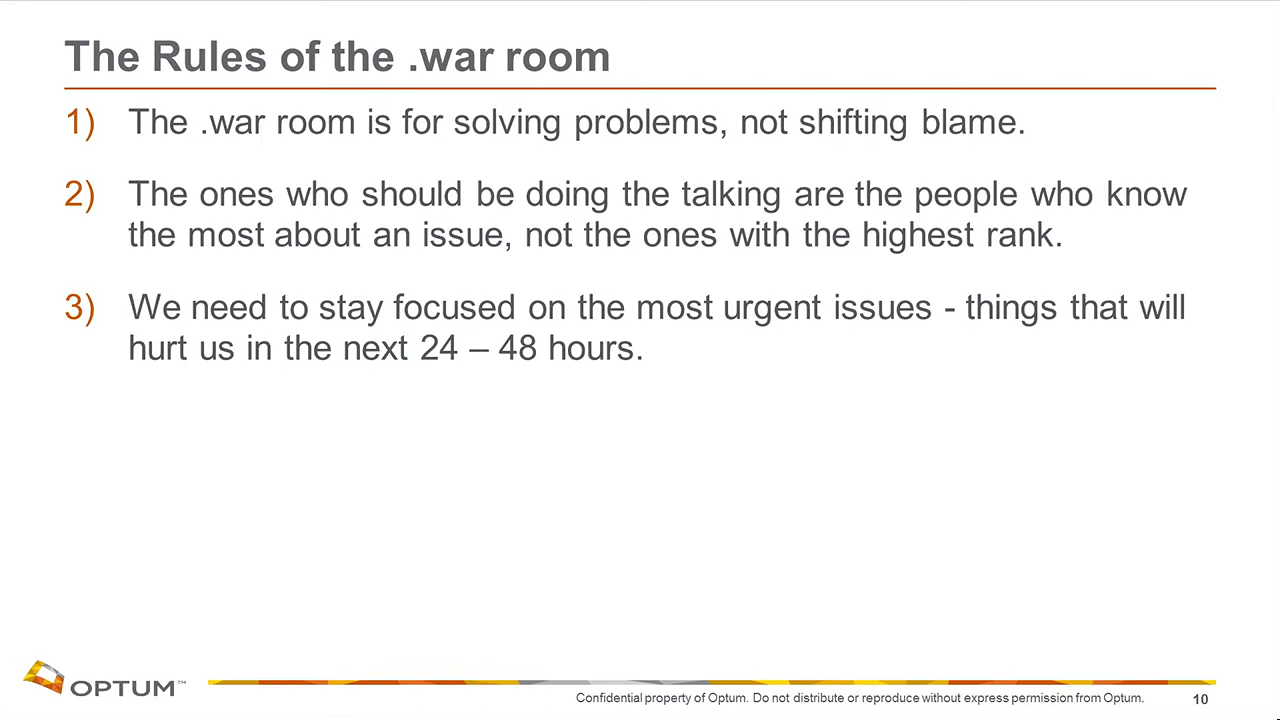 The Rules of the .war room
1) The .war room is for solving problems, not shifting blame.
2) The ones who should be doing the talking are the people who know
the most about an issue, not the ones with the highest rank.
3) We need to stay focused on the most urgent issues - things that will
hurt us in the next 24 – 48 hours.
OPTUM™
Confidential property of Optum. Do not distribute or reproduce without express permission from Optum.
10